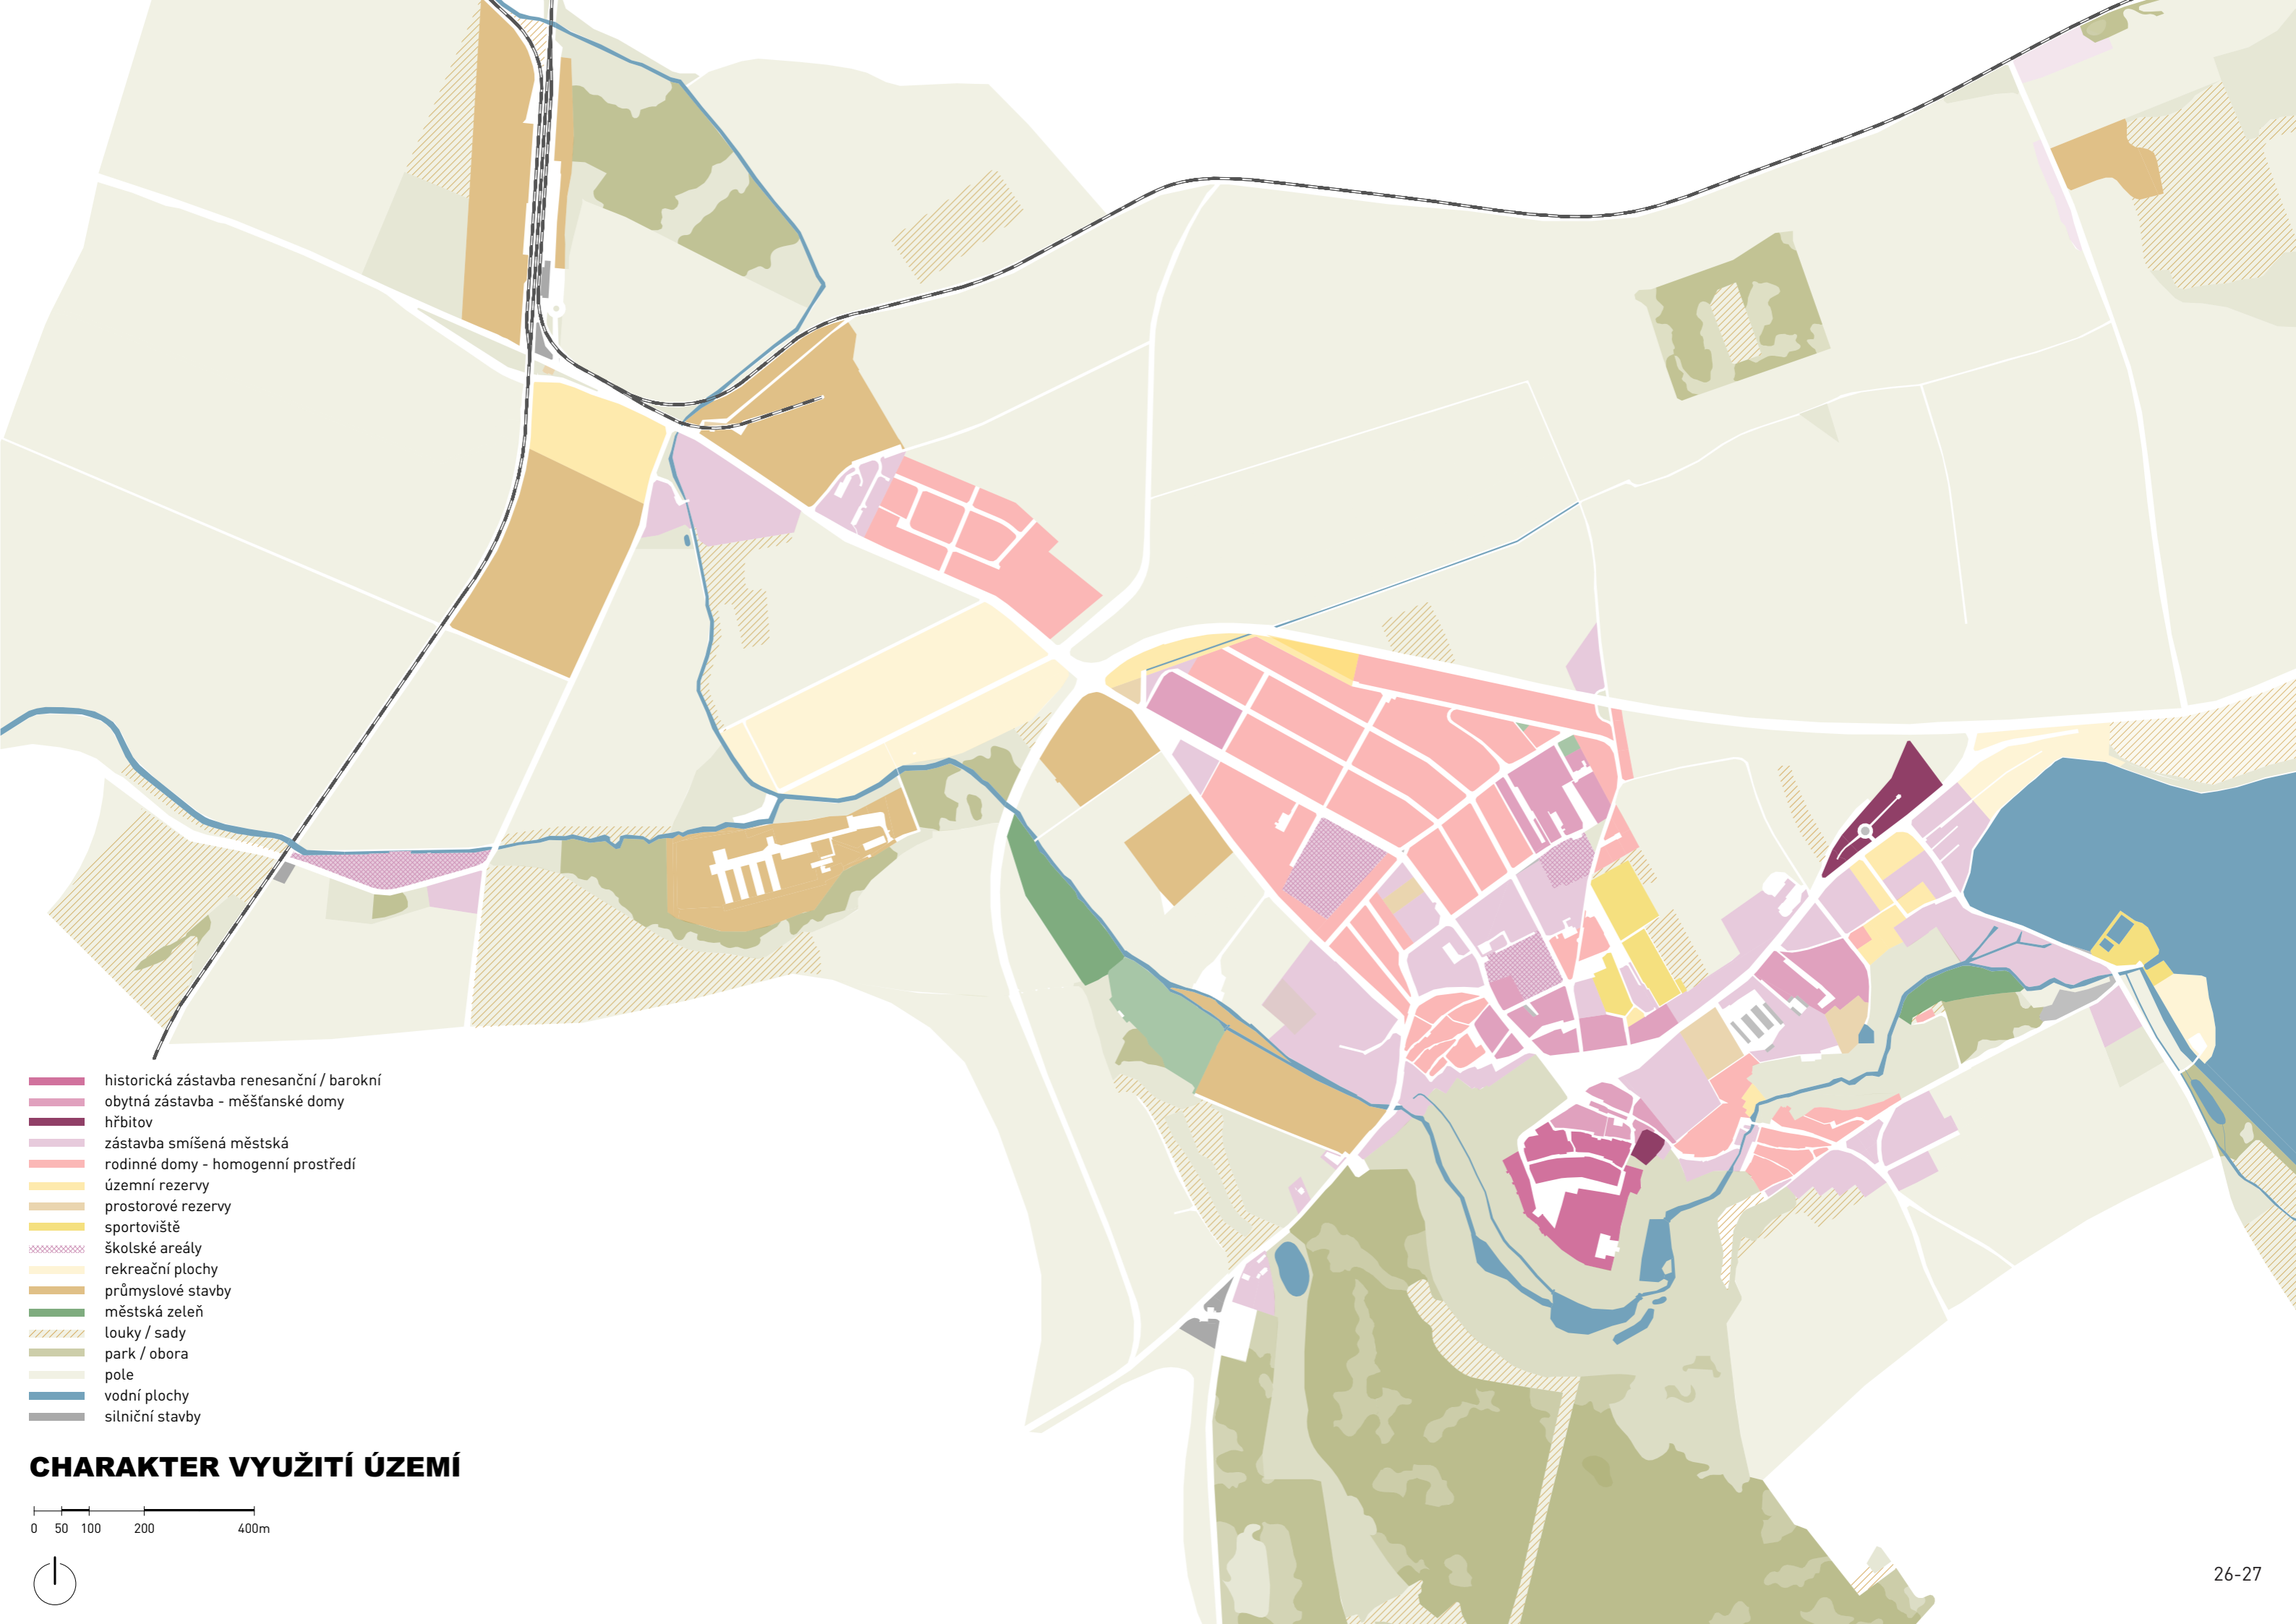 historická zástavba renesanční / barokní
obytná zástavba - měšťanské domy
hřbitov
zástavba smíšená městská
rodinné domy - homogenní prostředí
územní rezervy
prostorové rezervy
sportoviště
školské areály
rekreační plochy
průmyslové stavby
městská zeleň
louky / sady
park / obora
pole
vodní plochy
silniční stavby
CHARAKTER VYUŽITÍ ÚZEMÍ
0 50 100 200 400m
26-27